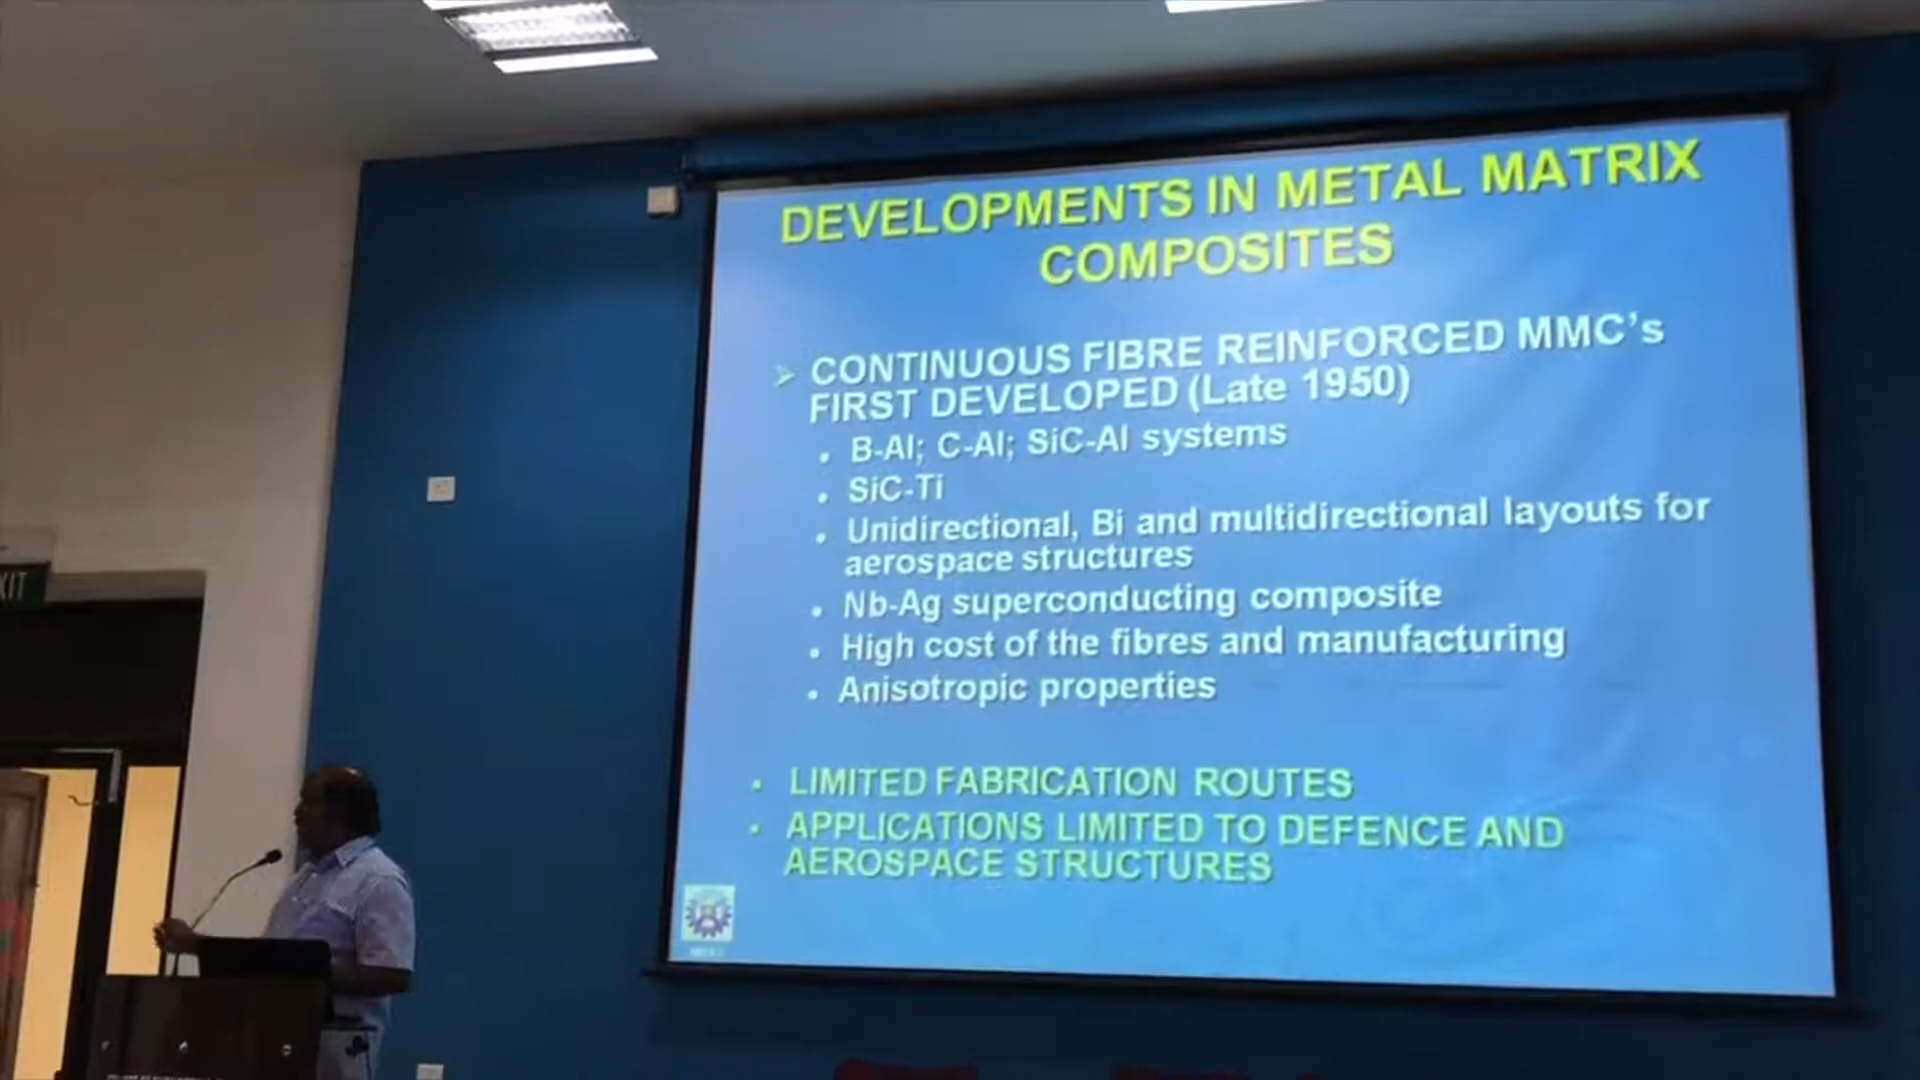 DEVELOPMENTS IN METAL MATRIX
COMPOSITES
➢ CONTINUOUS FIBRE REINFORCED MMC's
FIRST DEVELOPED (Late 1950)
• B-Al; C-Al; SiC-Al systems
• SiC-Ti
• Unidirectional, Bi and multidirectional layouts for
aerospace structures
• Nb-Ag superconducting composite
• High cost of the fibres and manufacturing
• Anisotropic properties
• LIMITED FABRICATION ROUTES
• APPLICATIONS LIMITED TO DEFENCE AND
AEROSPACE STRUCTURES
XIT